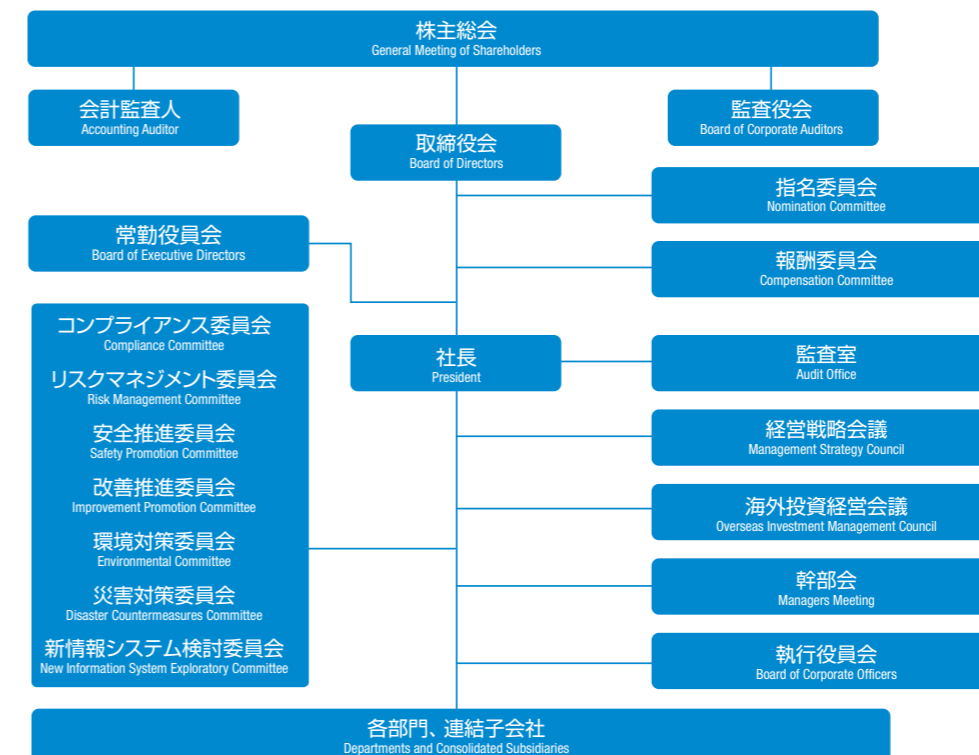 株主総会
General Meeting of Shareholders
会計監査人
Accounting Auditor
監査役会
Board of Corporate Auditors
取締役会
Board of Directors
指名委員会
Nomination Committee
常勤役員会
Board of Executive Directors
報酬委員会
Compensation Committee
コンプライアンス委員会
Compliance Committee
リスクマネジメント委員会
Risk Management Committee
安全推進委員会
Safety Promotion Committee
改善推進委員会
Improvement Promotion Committee
環境対策委員会
Environmental Committee
災害対策委員会
Disaster Countermeasures Committee
新情報システム検討委員会
New Information System Exploratory Committee
社長
President
監査室
Audit Office
経営戦略会議
Management Strategy Council
海外投資経営会議
Overseas Investment Management Council
幹部会
Managers Meeting
執行役員会
Board of Corporate Officers
各部門、連結子会社
Departments and Consolidated Subsidiaries